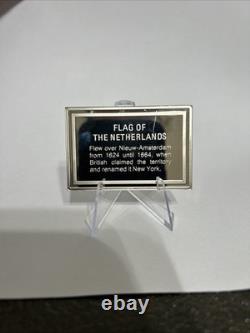 FLAG OF
THE NETHERLANDS
Flew over Nieuw-Amsterdam
from 1624 until 1664, when
British claimed the territory
and renamed it New York.